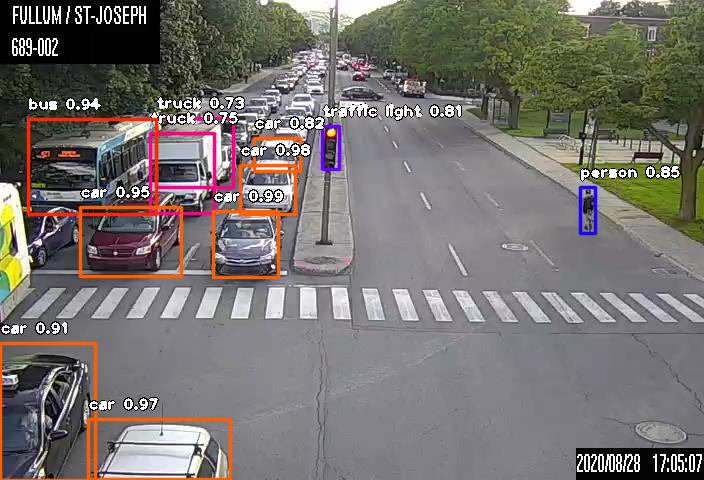 FULLUM / ST-JOSEPH
689-002
bus 0.94
truck 0.73
truck 0.75
traffic light 0.81
car 0.82
car 0.98
person 0.85
car 0.95
car 0.99
car 0.91
car 0.97
2020/08/28 17:05:07